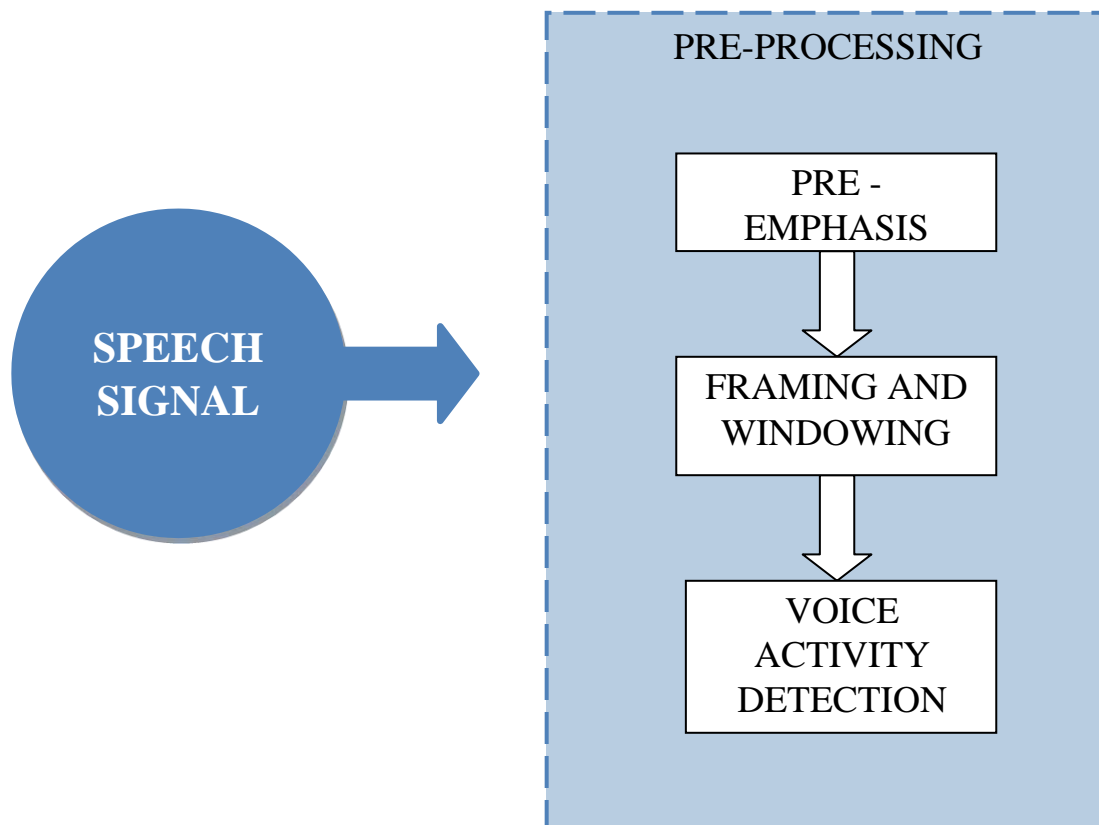 SPEECH
SIGNAL
PRE-PROCESSING
PRE -
EMPHASIS
FRAMING AND
WINDOWING
VOICE
ACTIVITY
DETECTION